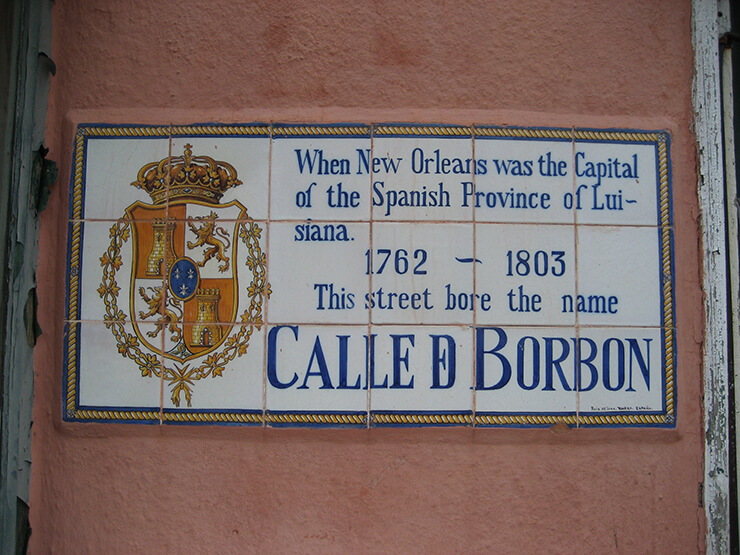 When New Orleans was the Capital
of the Spanish Province of Lui-
siana.
1762 ~ 1803
This street bore the name
CALLE D BORBON